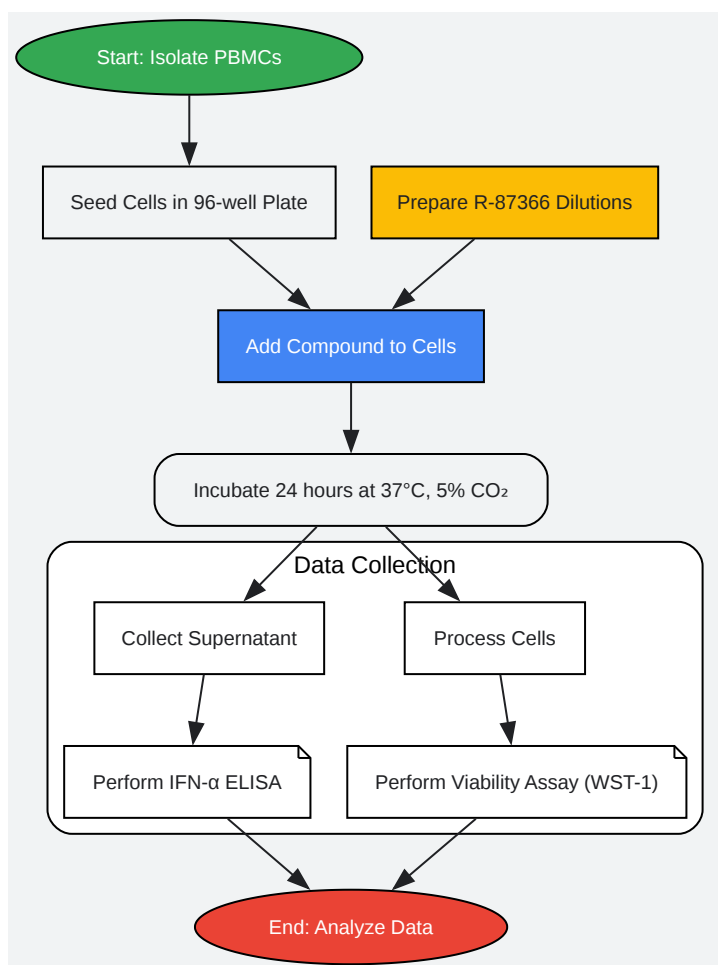 Start: Isolate PBMCs
Seed Cells in 96-well Plate
Prepare R-87366 Dilutions
Add Compound to Cells
Incubate 24 hours at 37°C, 5% CO₂
Data Collection
Collect Supernatant
Process Cells
Perform IFN-α ELISA
Perform Viability Assay (WST-1)
End: Analyze Data